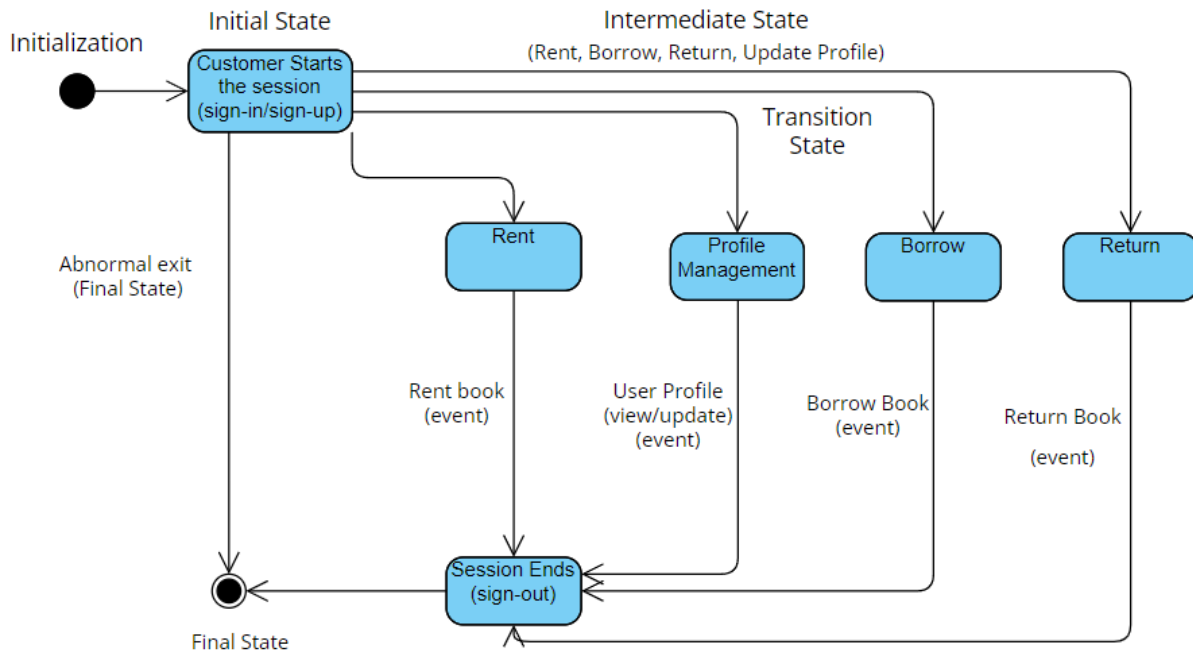 Initial State
Intermediate State
Initialization
(Rent, Borrow, Return, Update Profile)
Customer Starts
the session
(sign-in/sign-up)
Transition
State
Rent
Profile
Management
Borrow
Return
Abnormal exit
(Final State)
Rent book
(event)
User Profile
(view/update)
(event)
Borrow Book
(event)
Return Book
(event)
Session Ends
(sign-out)
Final State